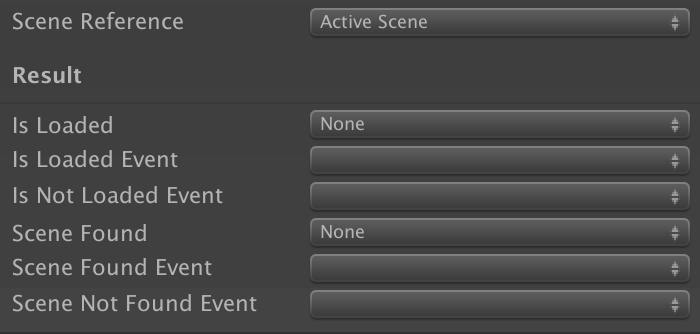 Scene Reference Active Scene
Result
Is Loaded None
Is Loaded Event
Is Not Loaded Event
Scene Found None
Scene Found Event
Scene Not Found Event